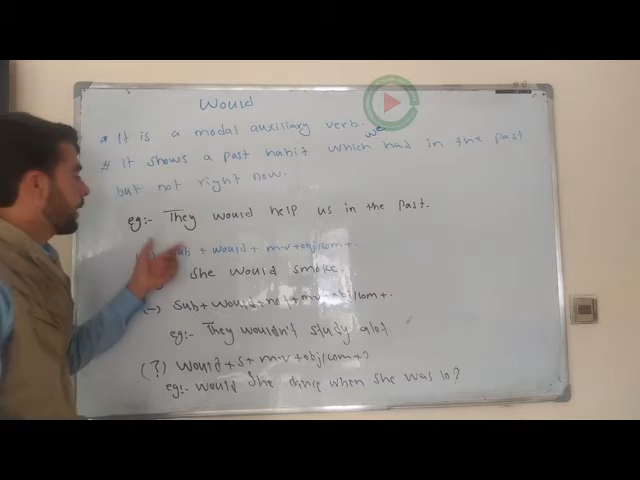 Would
* It is a modal auxiliary verb.
# It shows a past habit which we had in the past
but not right now.
eg:- They would help us in the past.
sub + would + m.v + obj/com +.
She would smoke.
(-) Sub + would + not + m.v + obj/com +.
eg:- They wouldn't study alot.
(?) Would + s + m.v + obj/com + ?
eg:- would she dance when she was 10?